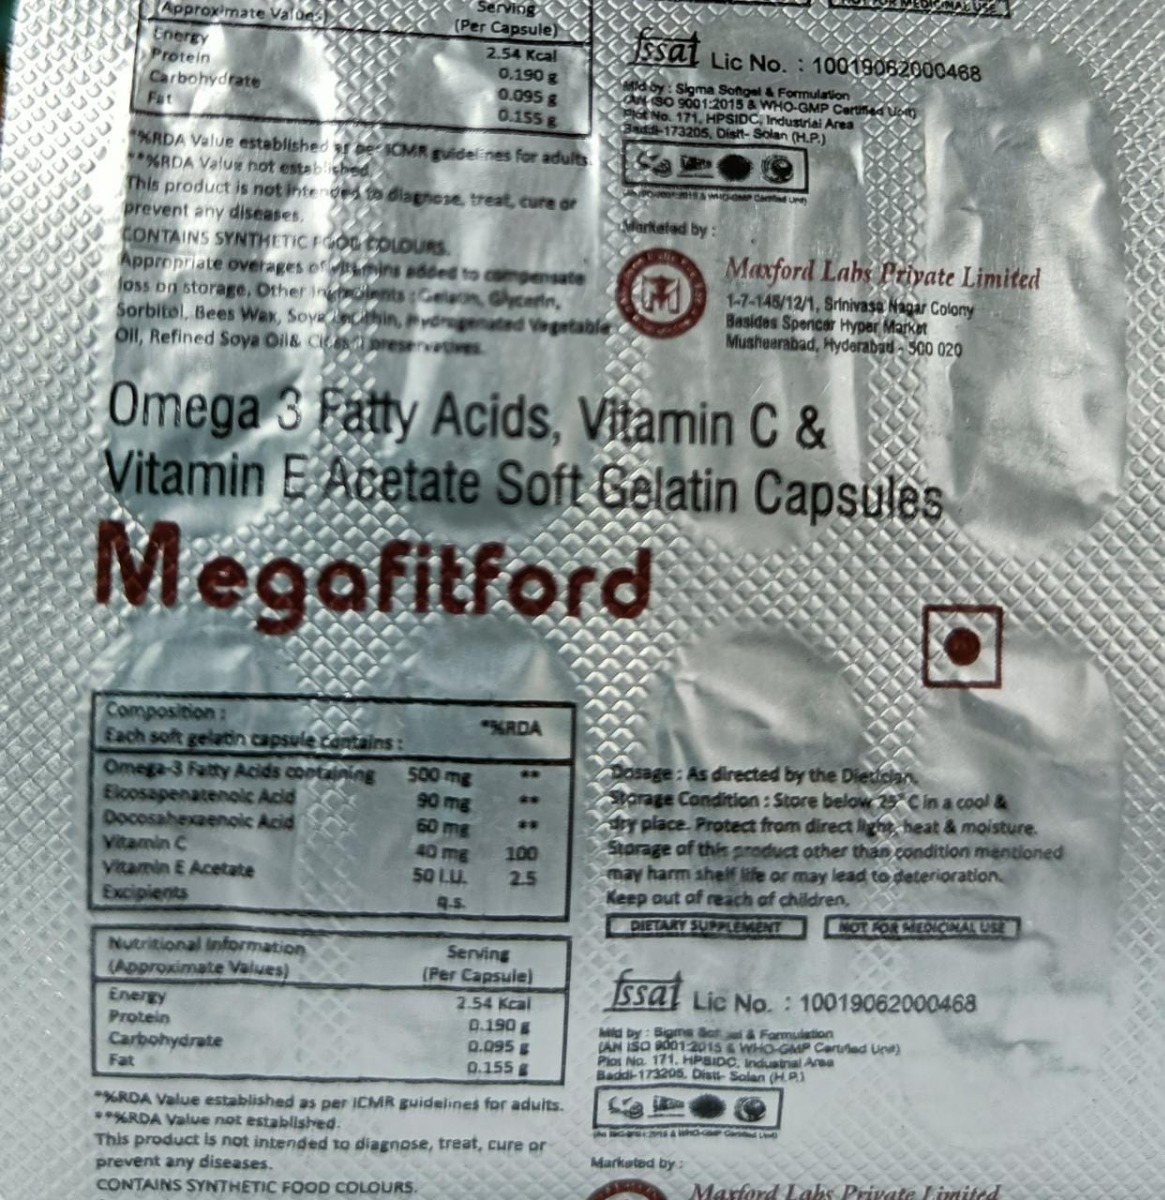 (Approximate Values)
Serving
(Per Capsule)
Energy 2.54 Kcal
Protein 0.190 g
Carbohydrate 0.095 g
Fat 0.155 g
*%RDA Value established as per ICMR guidelines for adults.
**%RDA Value not established.
This product is not intended to diagnose, treat, cure or
prevent any diseases.
CONTAINS SYNTHETIC FOOD COLOURS.
Appropriate overages of vitamins added to compensate
loss on storage, Other Ingredients : Gelatin, Glycerin,
Sorbitol, Bees Wax, Soya Lecithin, Hydrogenated Vegetable
Oil, Refined Soya Oil& Class II preservatives.
NOT FOR MEDICINAL USE
fssai Lic No. : 10019062000468
Mfd by : Sigma Softgel & Formulation
(AN ISO 9001:2015 & WHO-GMP Certified Unit)
Plot No. 171, HPSIDC, Industrial Area
Baddi-173205, Distt- Solan (H.P.)
Marketed by :
Maxford Labs Private Limited
1-7-145/12/1, Srinivasa Nagar Colony
Besides Spencer Hyper Market
Musheerabad, Hyderabad - 500 020
Omega 3 Fatty Acids, Vitamin C &
Vitamin E Acetate Soft Gelatin Capsules
Megafitford
Composition :
Each soft gelatin capsule contains : *%RDA
Omega-3 Fatty Acids containing 500 mg **
Eicosapenatenoic Acid 90 mg **
Docosahexaenoic Acid 60 mg **
Vitamin C 40 mg 100
Vitamin E Acetate 50 I.U. 2.5
Excipients q.s.
Nutritional Information Serving
(Approximate Values) (Per Capsule)
Energy 2.54 Kcal
Protein 0.190 g
Carbohydrate 0.095 g
Fat 0.155 g
*%RDA Value established as per ICMR guidelines for adults.
**%RDA Value not established.
This product is not intended to diagnose, treat, cure or
prevent any diseases.
CONTAINS SYNTHETIC FOOD COLOURS.
Dosage : As directed by the Dietician.
Storage Condition : Store below 25°C in a cool &
dry place. Protect from direct light, heat & moisture.
Storage of this product other than condition mentioned
may harm shelf life or may lead to deterioration.
Keep out of reach of children.
DIETARY SUPPLEMENT NOT FOR MEDICINAL USE
fssai Lic No. : 10019062000468
Mfd by : Sigma Softgel & Formulation
(AN ISO 9001:2015 & WHO-GMP Certified Unit)
Plot No. 171, HPSIDC, Industrial Area
Baddi-173205, Distt- Solan (H.P.)
Marketed by :
Maxford Labs Private Limited